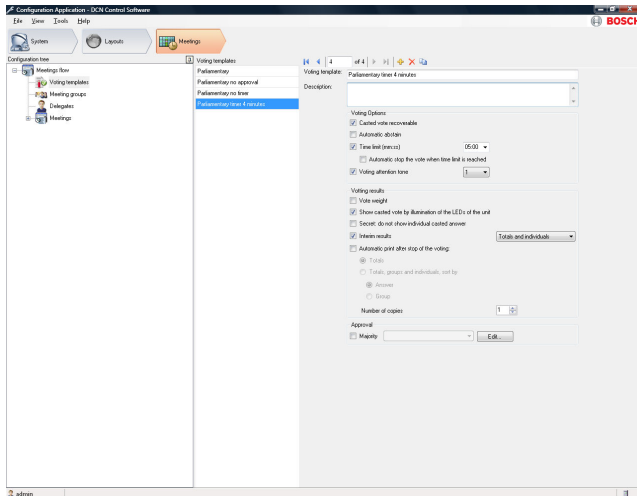 Configuration Application - DCN Control Software
File View Tools Help
BOSCH
System Layouts Meetings
Configuration tree
Meetings flow
Voting templates
Meeting groups
Delegates
Meetings
Voting templates
Parliamentary
Parliamentary no approval
Parliamentary no timer
Parliamentary timer 4 minutes
4 of 4
Voting template: Parliamentary timer 4 minutes
Description:
Voting Options
Casted vote recoverable
Automatic abstain
Time limit (mm:ss) 05:00
Automatic stop the vote when time limit is reached
Voting attention tone 1
Votting results
Vote weight
Show casted vote by illumination of the LEDs of the unit
Secret: do not show individual casted answer
Interim results Totals and individuals
Automatic print after stop of the voting:
Totals
Totals, groups and individuals, sort by
Answer
Group
Number of copies 1
Approval
Majority Edit...
admin